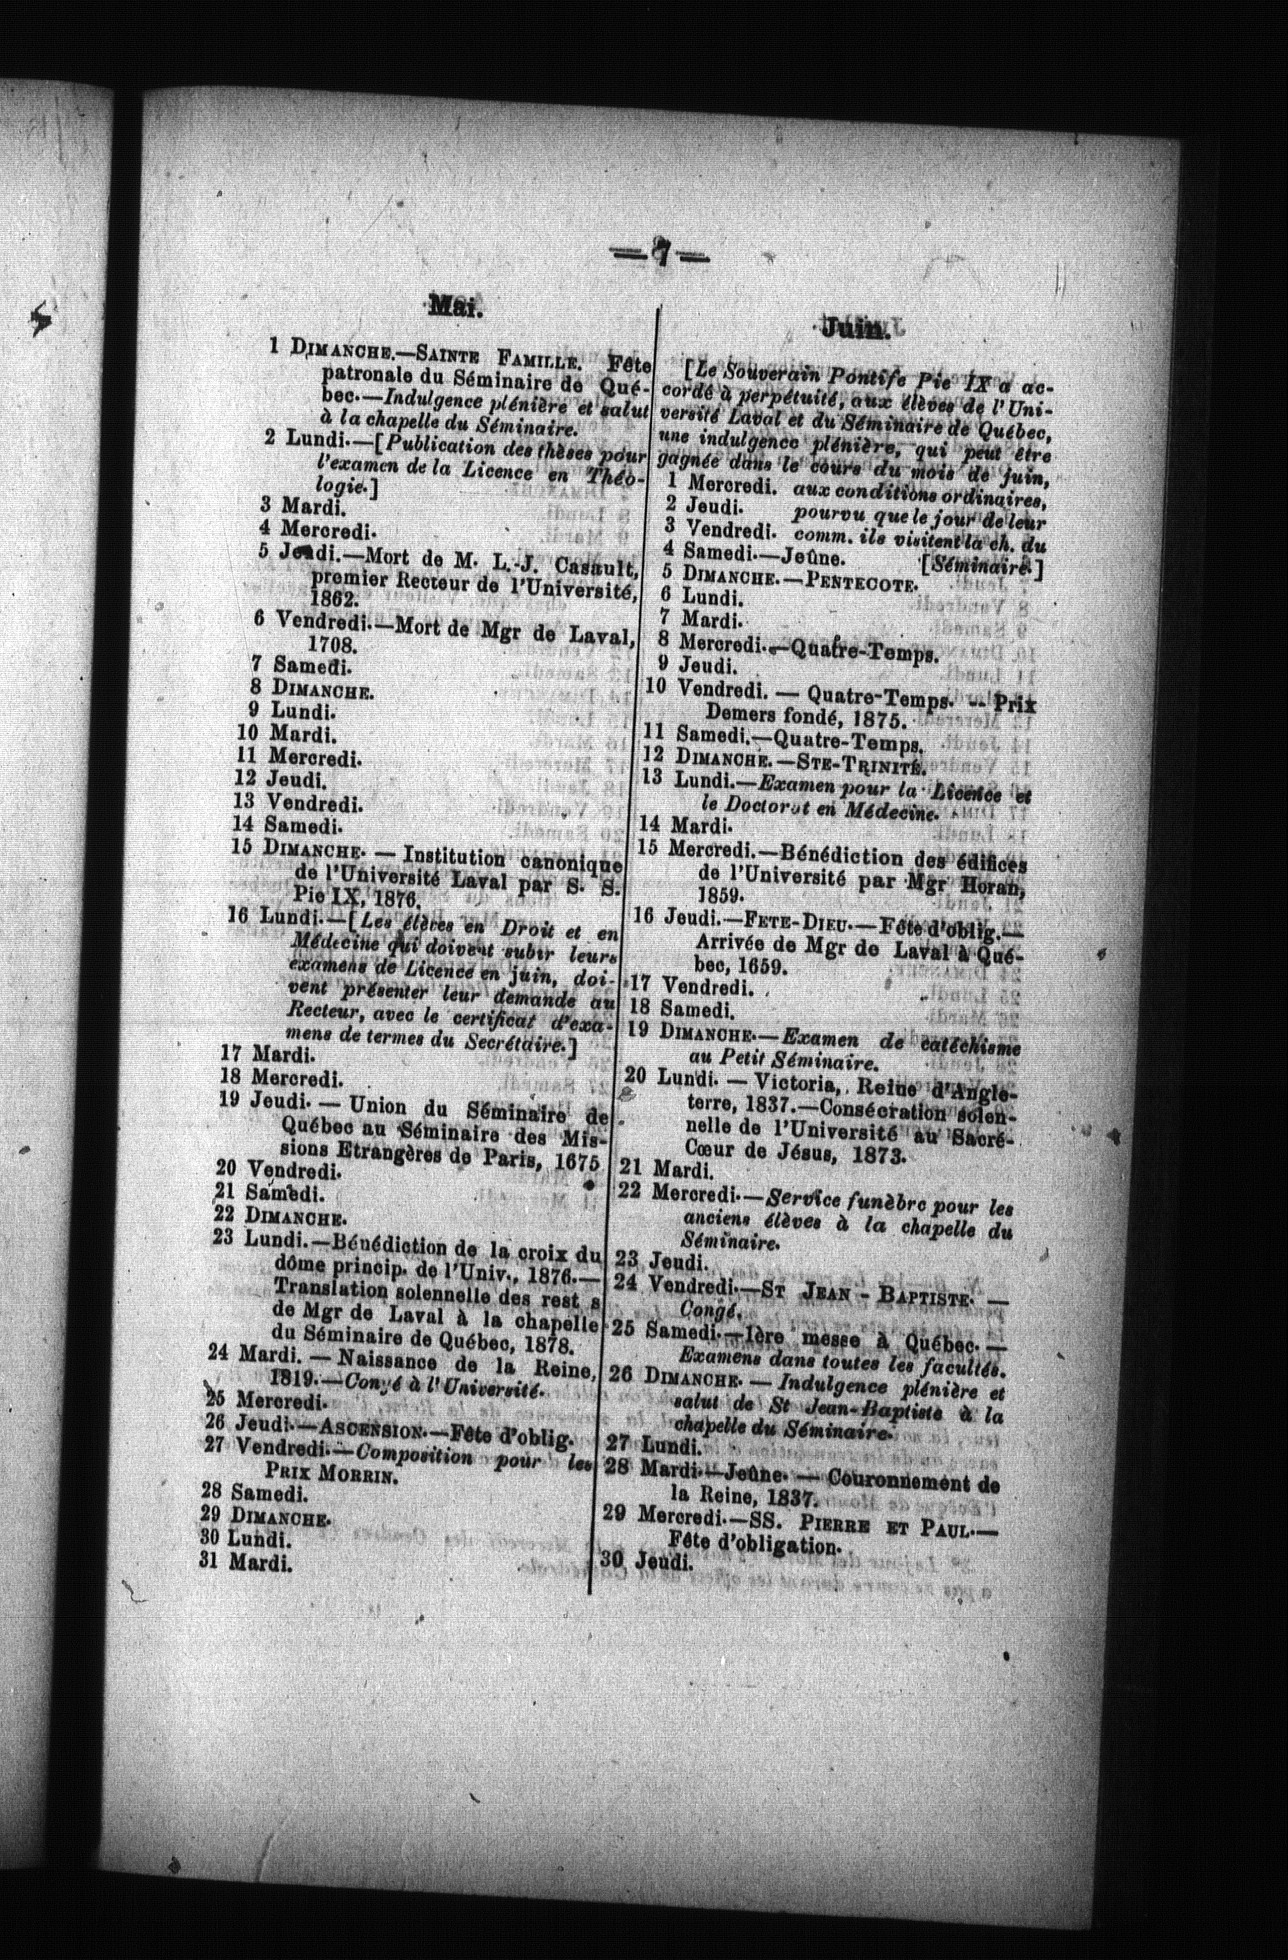 — 7 —
Mai.
1 DIMANCHE.—SAINTE FAMILLE. Fête
patronale du Séminaire de Qué-
bec.—Indulgence plénière et salut
à la chapelle du Séminaire.
2 Lundi.—[Publication des thèses pour
l'examen de la Licence en Théo-
logie.]
3 Mardi.
4 Mercredi.
5 Jeudi.—Mort de M. L.-J. Casault,
premier Recteur de l'Université,
1862.
6 Vendredi.—Mort de Mgr de Laval,
1708.
7 Samedi.
8 DIMANCHE.
9 Lundi.
10 Mardi.
11 Mercredi.
12 Jeudi.
13 Vendredi.
14 Samedi.
15 DIMANCHE. — Institution canonique
de l'Université Laval par S. S.
Pie IX, 1876.
16 Lundi.—[Les élèves en Droit et en
Médecine qui doivent subir leurs
examens de Licence en juin, doi-
vent présenter leur demande au
Recteur, avec le certificat d'exa-
mens de termes du Secrétaire.]
17 Mardi.
18 Mercredi.
19 Jeudi. — Union du Séminaire de
Québec au Séminaire des Mis-
sions Etrangères de Paris, 1675
20 Vendredi.
21 Samedi.
22 DIMANCHE.
23 Lundi.—Bénédiction de la croix du
dôme princip. de l'Univ., 1876.—
Translation solennelle des rest s
de Mgr de Laval à la chapelle
du Séminaire de Québec, 1878.
24 Mardi. — Naissance de la Reine,
1819.—Congé à l'Université.
25 Mercredi.
26 Jeudi.—ASCENSION.—Fête d'oblig.
27 Vendredi.—Composition pour les
PRIX MORRIN.
28 Samedi.
29 DIMANCHE.
30 Lundi.
31 Mardi.
Juin.
[Le Souverain Pontife Pie IX a ac-
cordé à perpétuité, aux élèves de l'Uni-
versité Laval et du Séminaire de Québec,
une indulgence plénière, qui peut être
gagnée dans le cours du mois de juin,
1 Mercredi. aux conditions ordinaires,
2 Jeudi. pourvu que le jour de leur
3 Vendredi. comm. ils visitent la ch. du
4 Samedi.—Jeûne. [Séminaire.]
5 DIMANCHE.—PENTECOTE.
6 Lundi.
7 Mardi.
8 Mercredi.—Quatre-Temps.
9 Jeudi.
10 Vendredi. — Quatre-Temps. — Prix
Demers fondé, 1875.
11 Samedi.—Quatre-Temps.
12 DIMANCHE.—STE-TRINITÉ.
13 Lundi.—Examen pour la Licence et
le Doctorat en Médecine.
14 Mardi.
15 Mercredi.—Bénédiction des édifices
de l'Université par Mgr Horan,
1859.
16 Jeudi.—FETE-DIEU.—Fête d'oblig.—
Arrivée de Mgr de Laval à Qué-
bec, 1659.
17 Vendredi.
18 Samedi.
19 DIMANCHE.—Examen de catéchisme
au Petit Séminaire.
20 Lundi. — Victoria, Reine d'Angle-
terre, 1837.—Consécration solen-
nelle de l'Université au Sacré-
Cœur de Jésus, 1873.
21 Mardi.
22 Mercredi.—Service funèbre pour les
anciens élèves à la chapelle du
Séminaire.
23 Jeudi.
24 Vendredi.—ST JEAN - BAPTISTE. —
Congé.
25 Samedi.—1ère messe à Québec. —
Examens dans toutes les facultés.
26 DIMANCHE. — Indulgence plénière et
salut de St Jean-Baptiste à la
chapelle du Séminaire.
27 Lundi.
28 Mardi.—Jeûne. — Couronnement de
la Reine, 1837.
29 Mercredi.—SS. PIERRE ET PAUL.—
Fête d'obligation.
30 Jeudi.